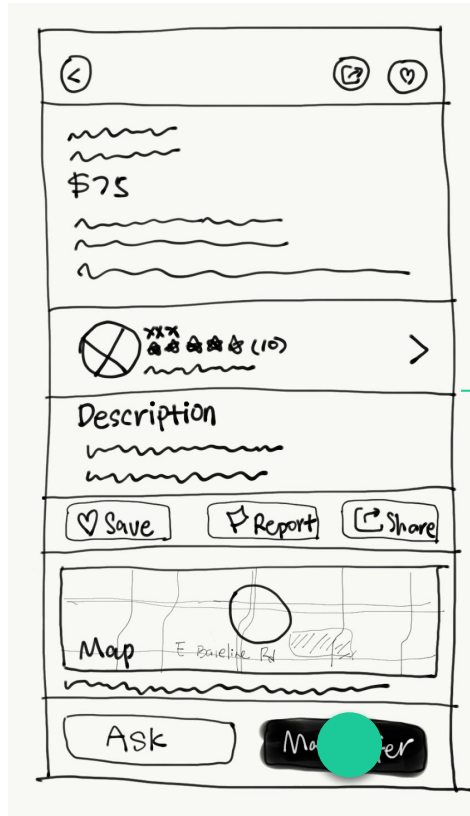 $75
xxx
(10)
Description
Save
Report
Share
Map
E Baseline Rd
Ask